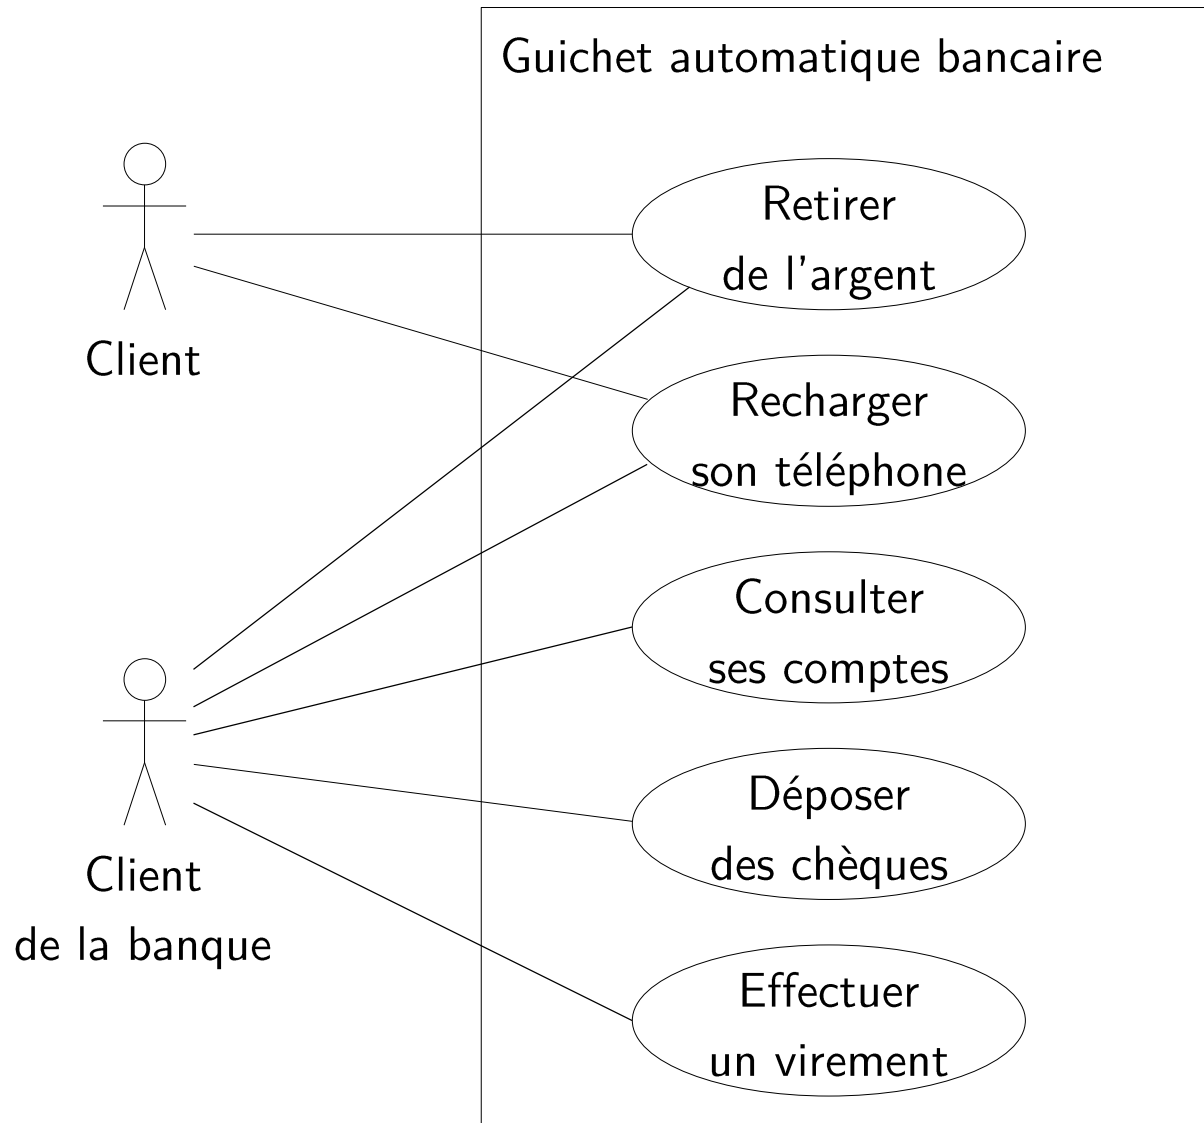 Guichet automatique bancaire
Retirer
de l'argent
Client
Recharger
son téléphone
Consulter
ses comptes
Déposer
des chèques
Client
de la banque
Effectuer
un virement